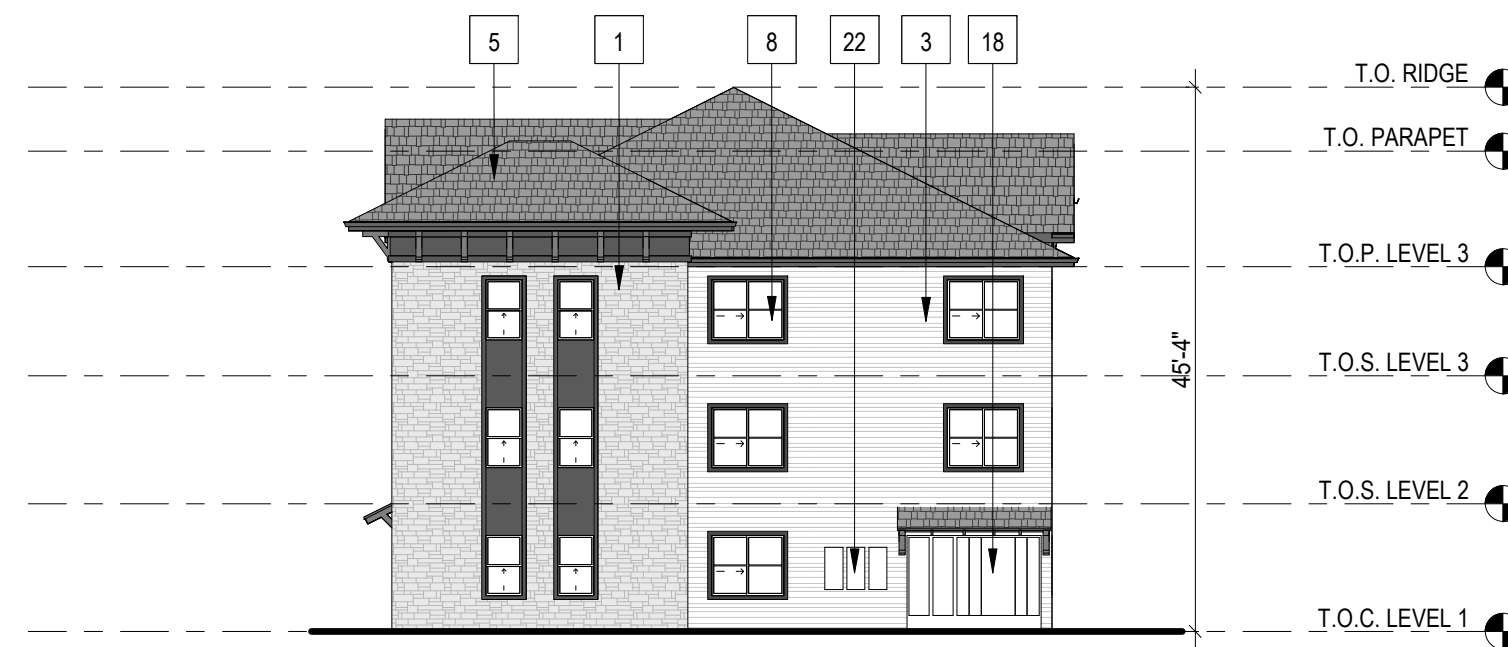 5 1 8 22 3 18
T.O. RIDGE
T.O. PARAPET
T.O.P. LEVEL 3
45'-4"
T.O.S. LEVEL 3
T.O.S. LEVEL 2
T.O.C. LEVEL 1